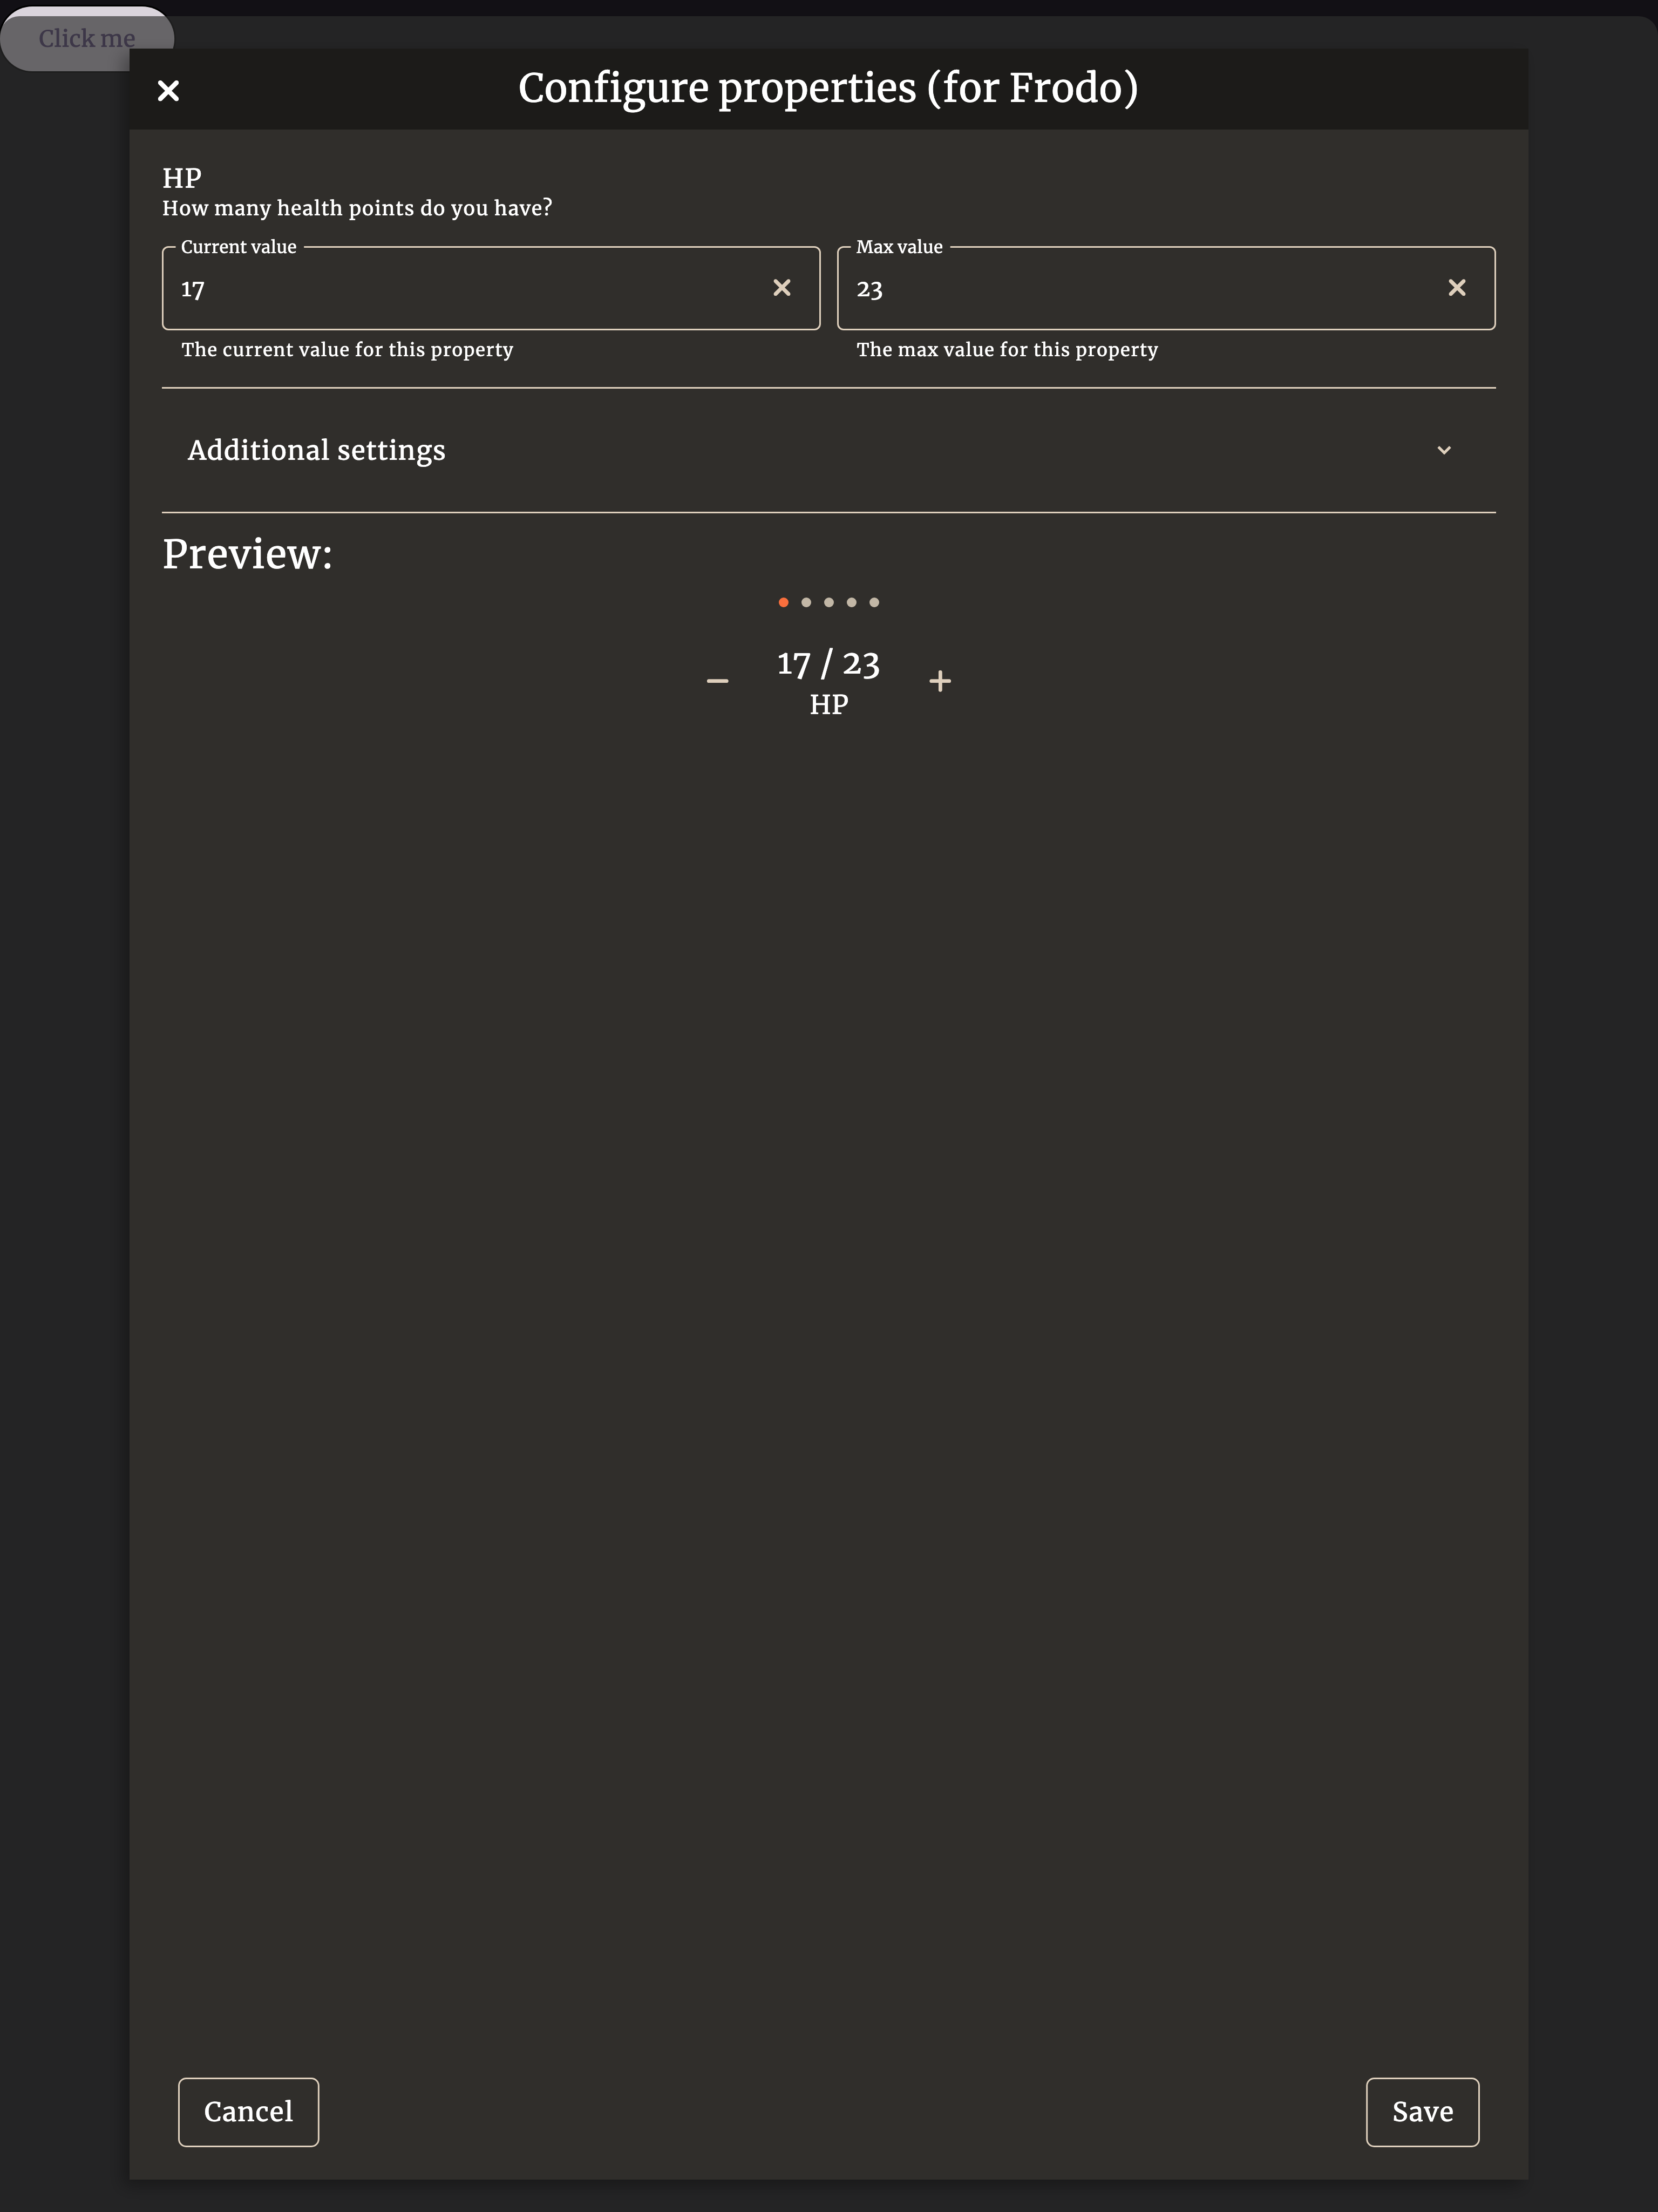 Click me
Configure properties (for Frodo)
HP
How many health points do you have?
Current value
17
The current value for this property
Max value
23
The max value for this property
Additional settings
Preview:
17 / 23
HP
Cancel
Save